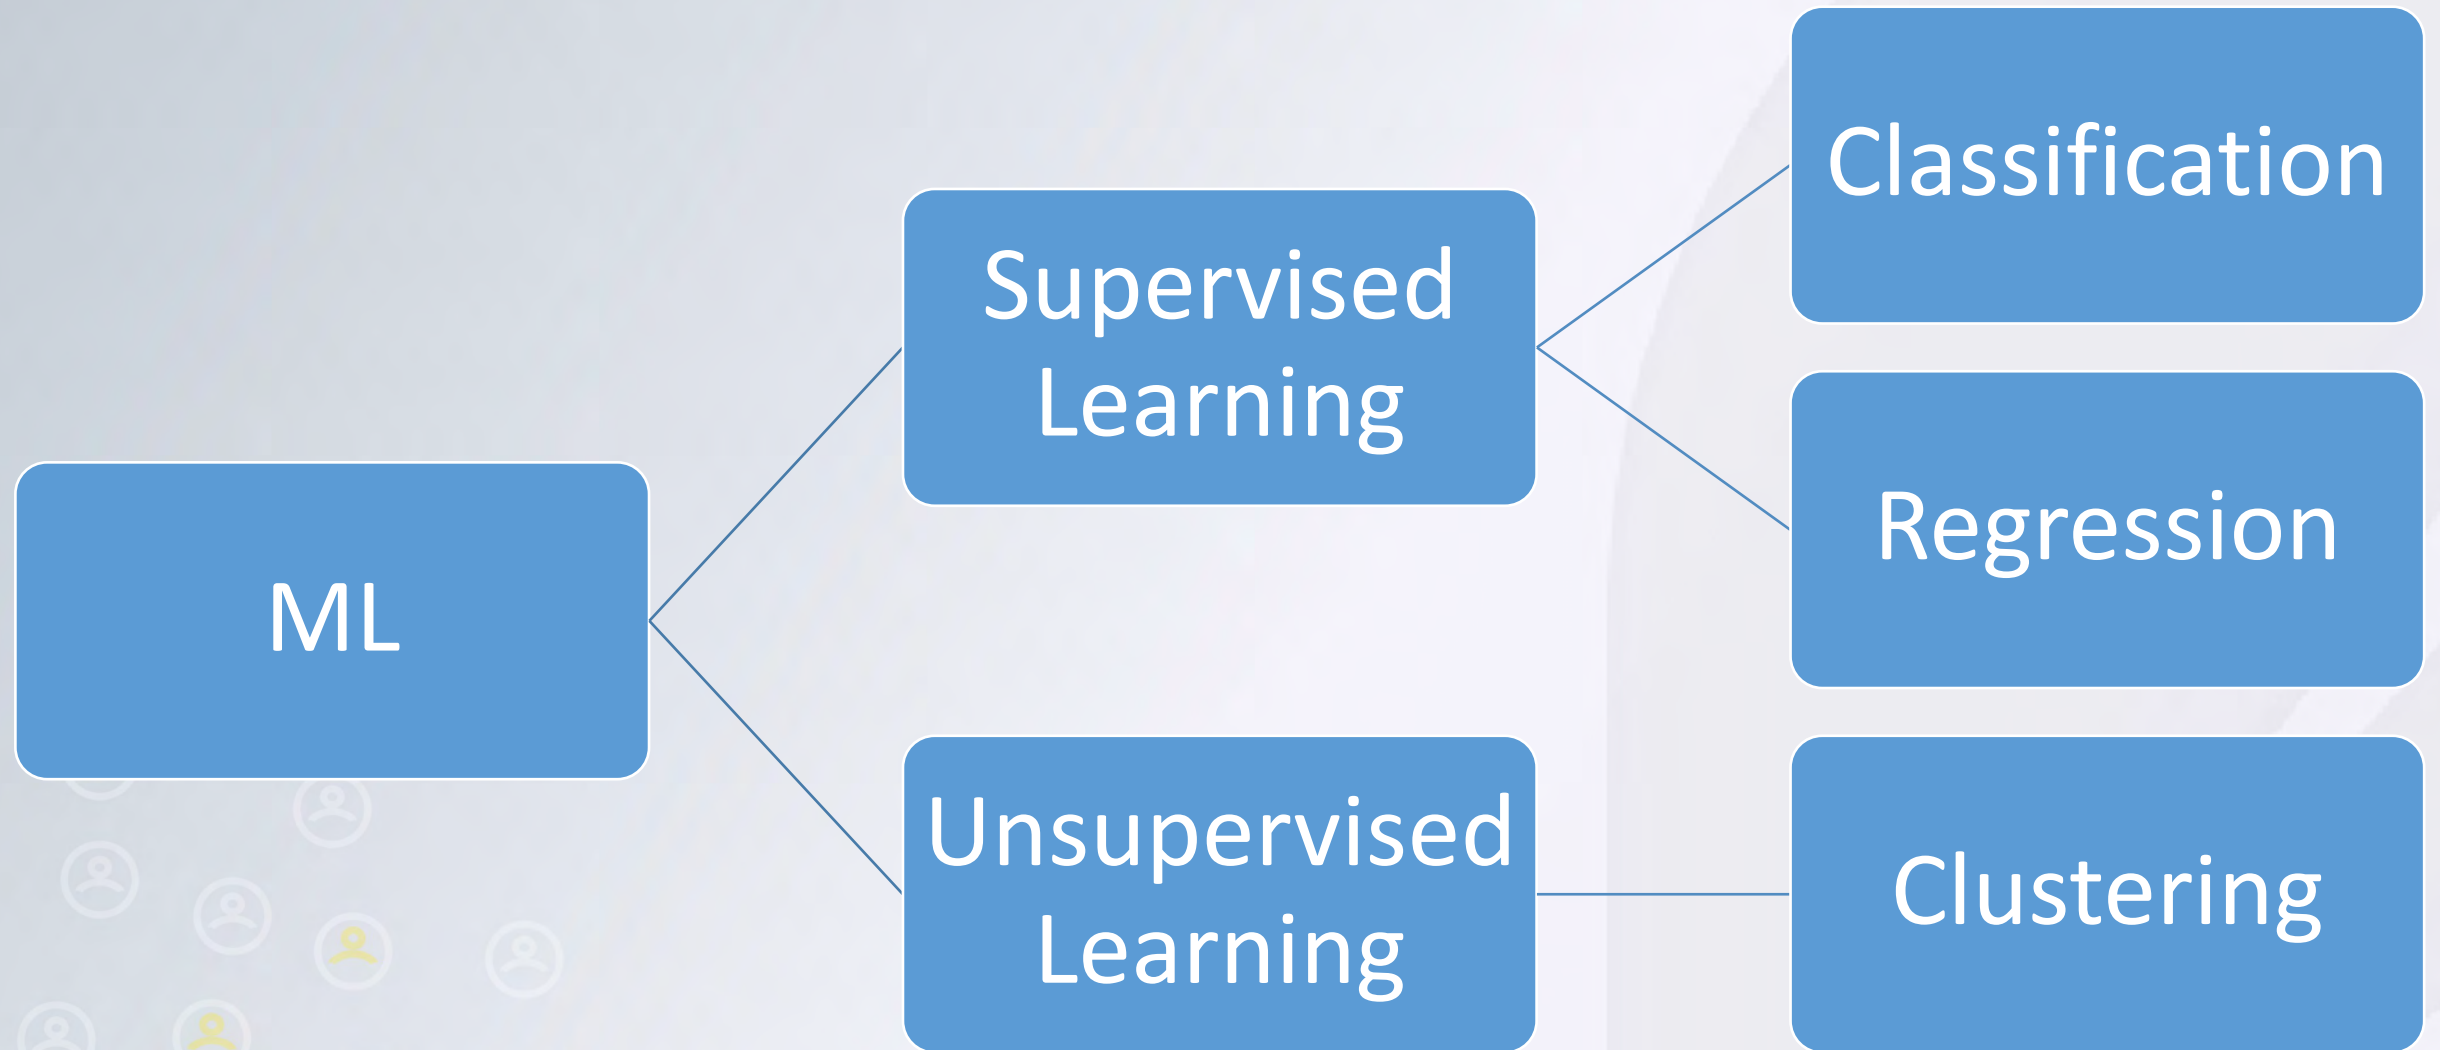 ML
Supervised
Learning
Unsupervised
Learning
Classification
Regression
Clustering